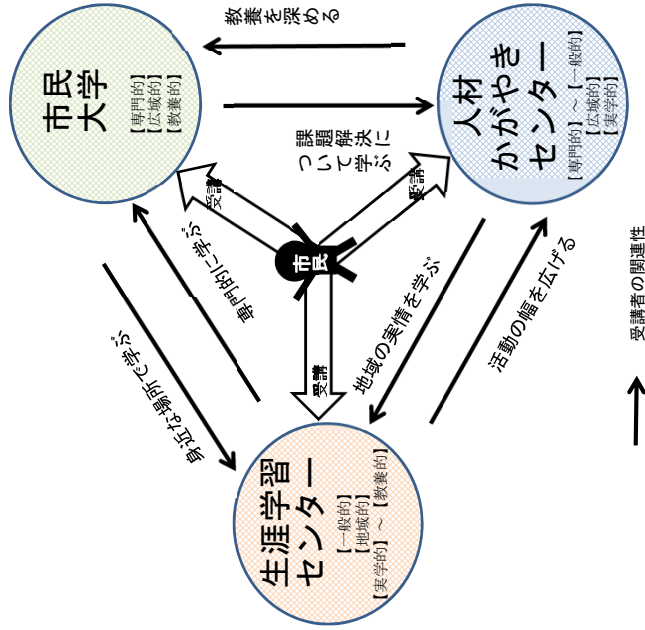 生涯学習
センター
【一般的】
【地域的】
【実学的】～【教養的】
身近な場所で学ぶ
専門的に学ぶ
市民
大学
【専門的】
【広域的】
【教養的】
受講
市民
受講
受講
地域の実情を学ぶ
活動の幅を広げる
課題解決に
ついて学ぶ
教養を深める
人材
かがやき
センター
【専門的】～【一般的】
【広域的】
【実学的】
受講者の関連性